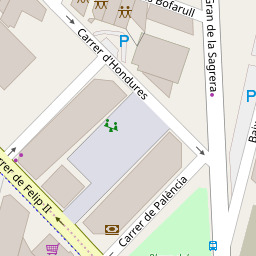 Bofarull
Gran de la Sagrera
P
Carrer d'Hondures
P
Carrer de Felip II
Carrer de Palència